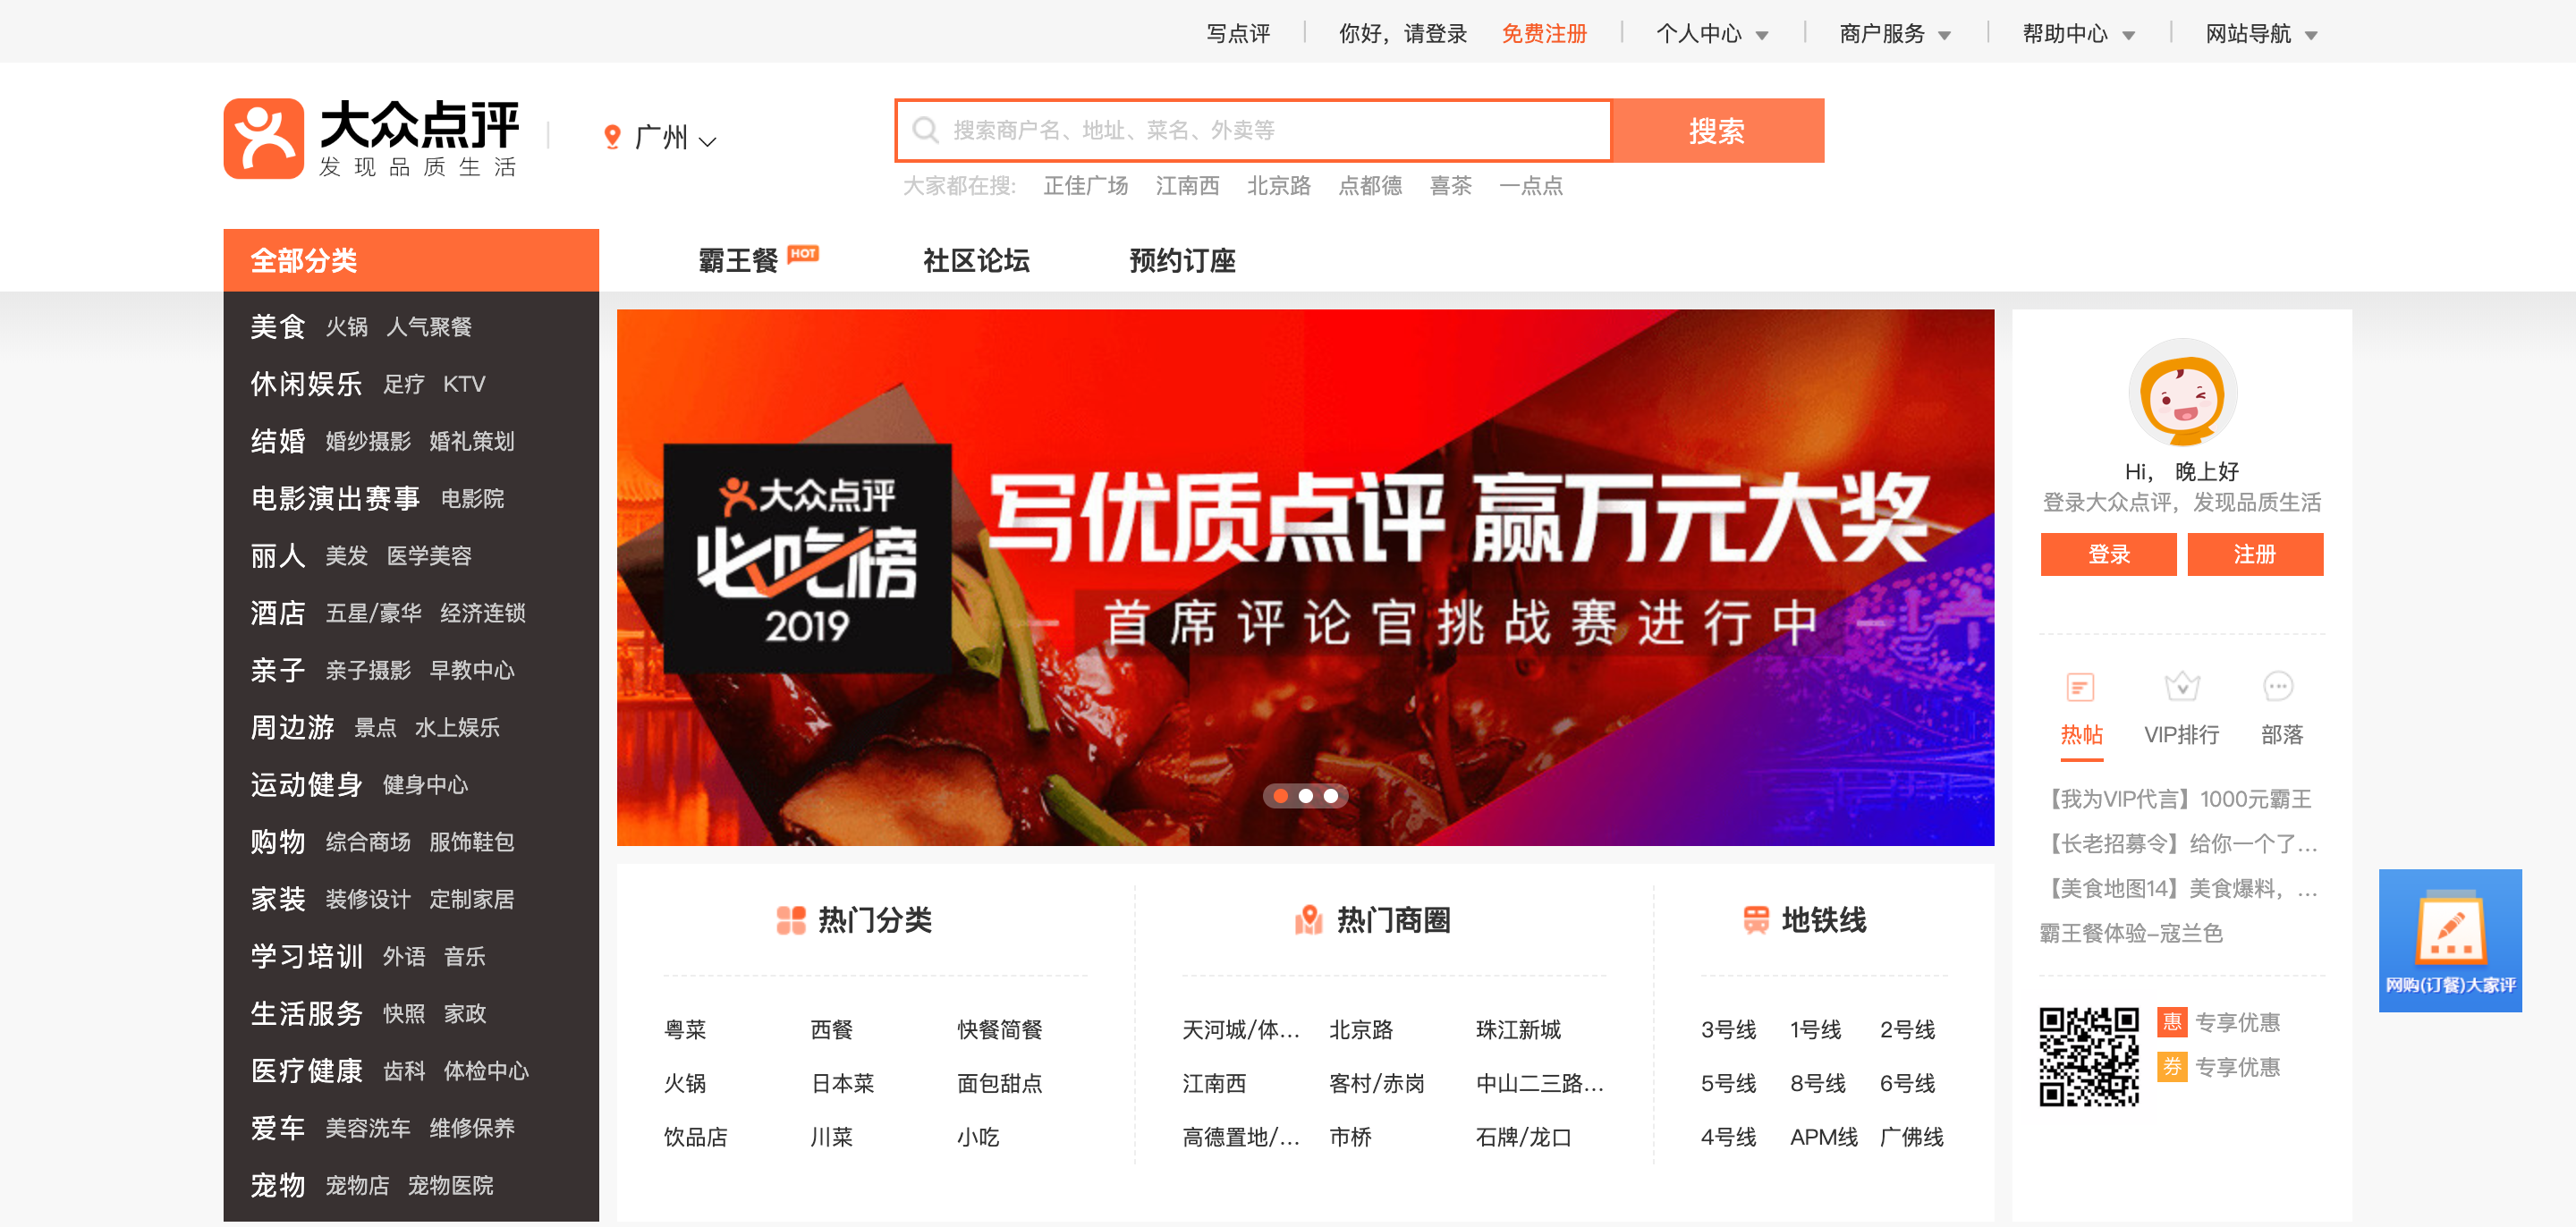 写点评 你好，请登录 免费注册 个人中心 商户服务 帮助中心 网站导航
大众点评
发现品质生活
广州
搜索商户名、地址、菜名、外卖等
搜索
大家都在搜: 正佳广场 江南西 北京路 点都德 喜茶 一点点
全部分类
霸王餐 HOT 社区论坛 预约订座
美食 火锅 人气聚餐
休闲娱乐 足疗 KTV
结婚 婚纱摄影 婚礼策划
电影演出赛事 电影院
丽人 美发 医学美容
酒店 五星/豪华 经济连锁
亲子 亲子摄影 早教中心
周边游 景点 水上娱乐
运动健身 健身中心
购物 综合商场 服饰鞋包
家装 装修设计 定制家居
学习培训 外语 音乐
生活服务 快照 家政
医疗健康 齿科 体检中心
爱车 美容洗车 维修保养
宠物 宠物店 宠物医院
大众点评
必吃榜
2019
写优质点评 赢万元大奖
首席评论官挑战赛进行中
热门分类
粤菜 西餐 快餐简餐
火锅 日本菜 面包甜点
饮品店 川菜 小吃
热门商圈
天河城/体... 北京路 珠江新城
江南西 客村/赤岗 中山二三路...
高德置地/... 市桥 石牌/龙口
地铁线
3号线 1号线 2号线
5号线 8号线 6号线
4号线 APM线 广佛线
Hi， 晚上好
登录大众点评，发现品质生活
登录 注册
热帖 VIP排行 部落
【我为VIP代言】1000元霸王
【长老招募令】给你一个了...
【美食地图14】美食爆料，...
霸王餐体验-寇兰色
惠 专享优惠
券 专享优惠
网购(订餐)大家评